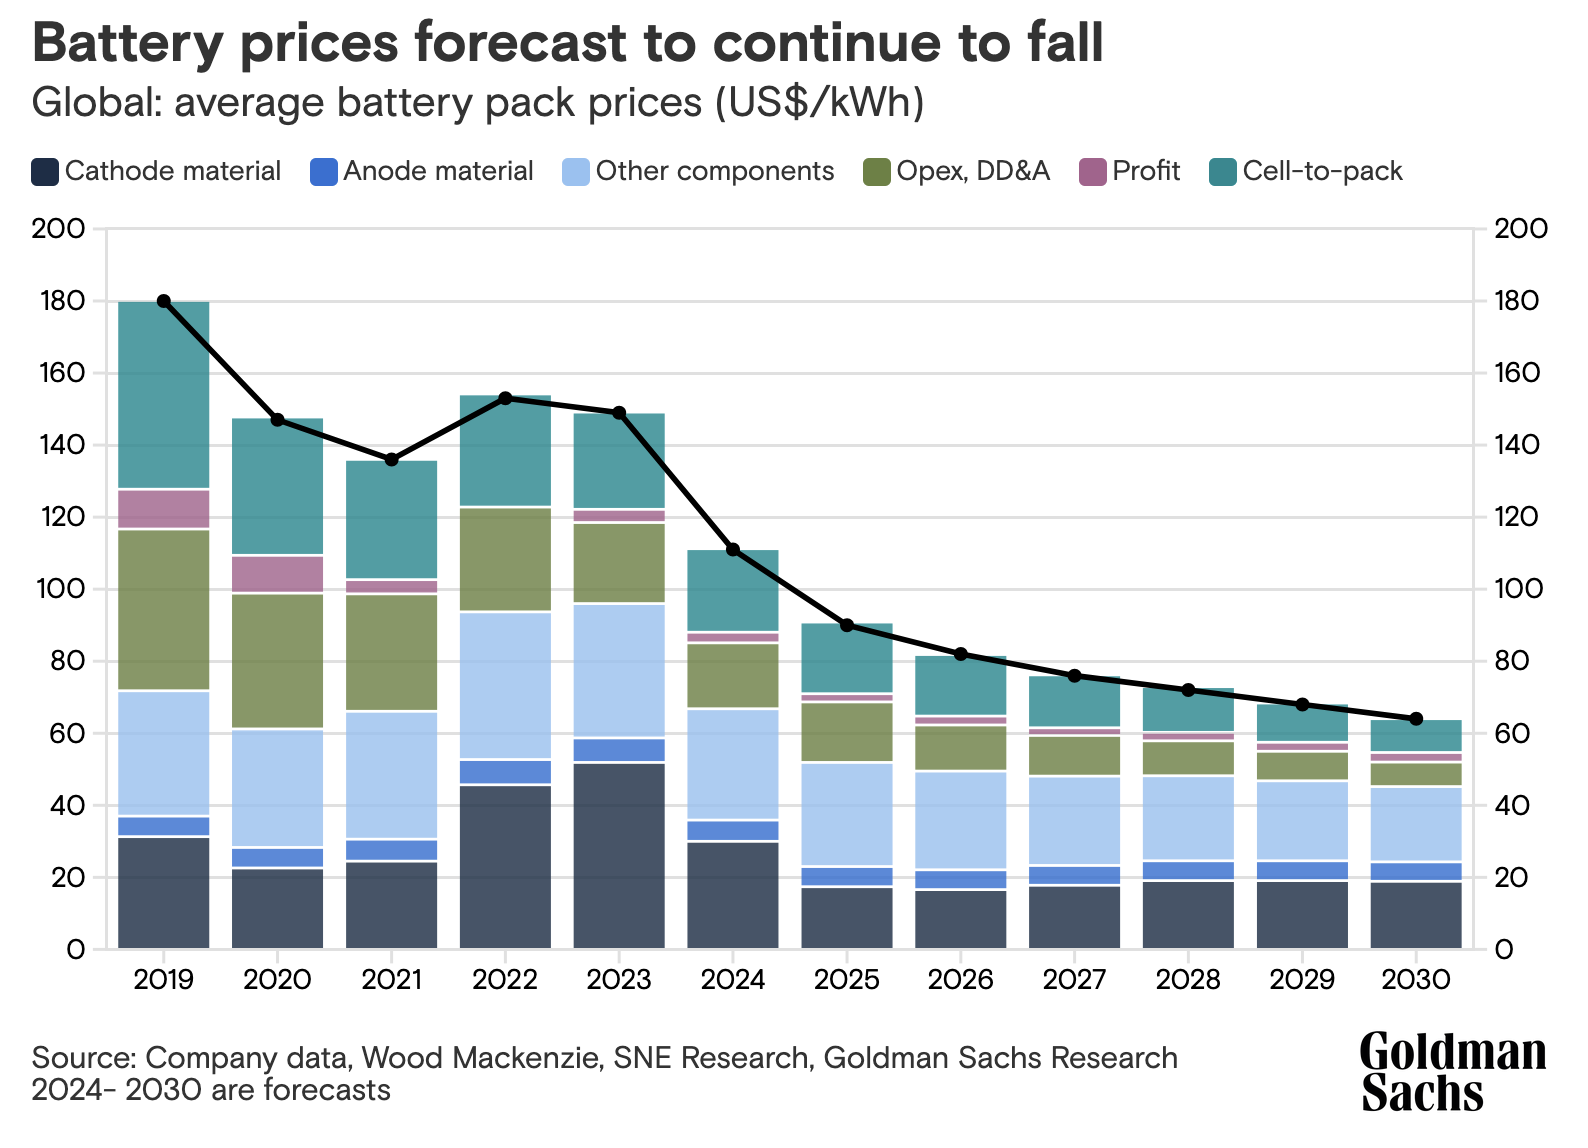 Battery prices forecast to continue to fall
Global: average battery pack prices (US$/kWh)
Cathode material Anode material Other components Opex, DD&A Profit Cell-to-pack
200 200
180 180
160 160
140 140
120 120
100 100
80 80
60 60
40 40
20 20
0 0
2019 2020 2021 2022 2023 2024 2025 2026 2027 2028 2029 2030
Source: Company data, Wood Mackenzie, SNE Research, Goldman Sachs Research
2024- 2030 are forecasts
Goldman
Sachs